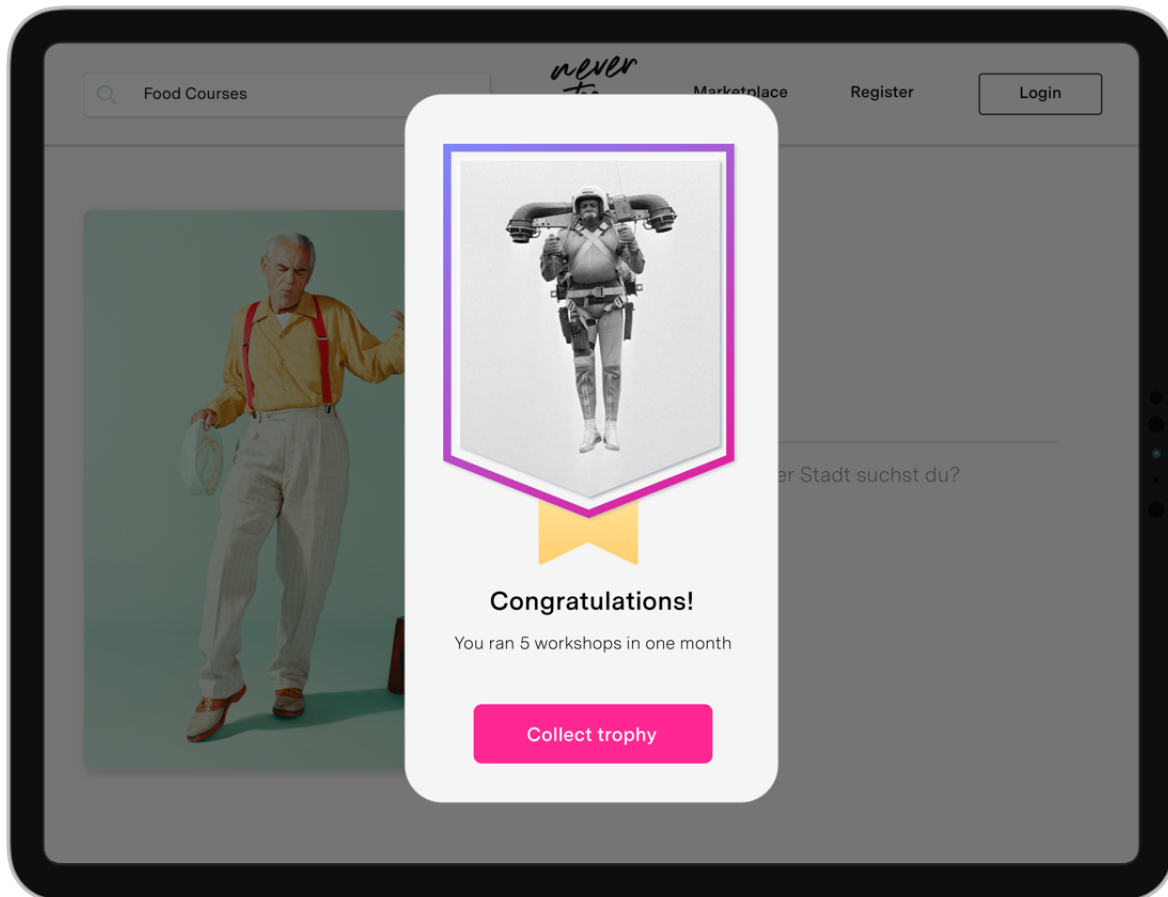 Food Courses
never
Marketplace
Register
Login
er Stadt suchst du?
Congratulations!
You ran 5 workshops in one month
Collect trophy